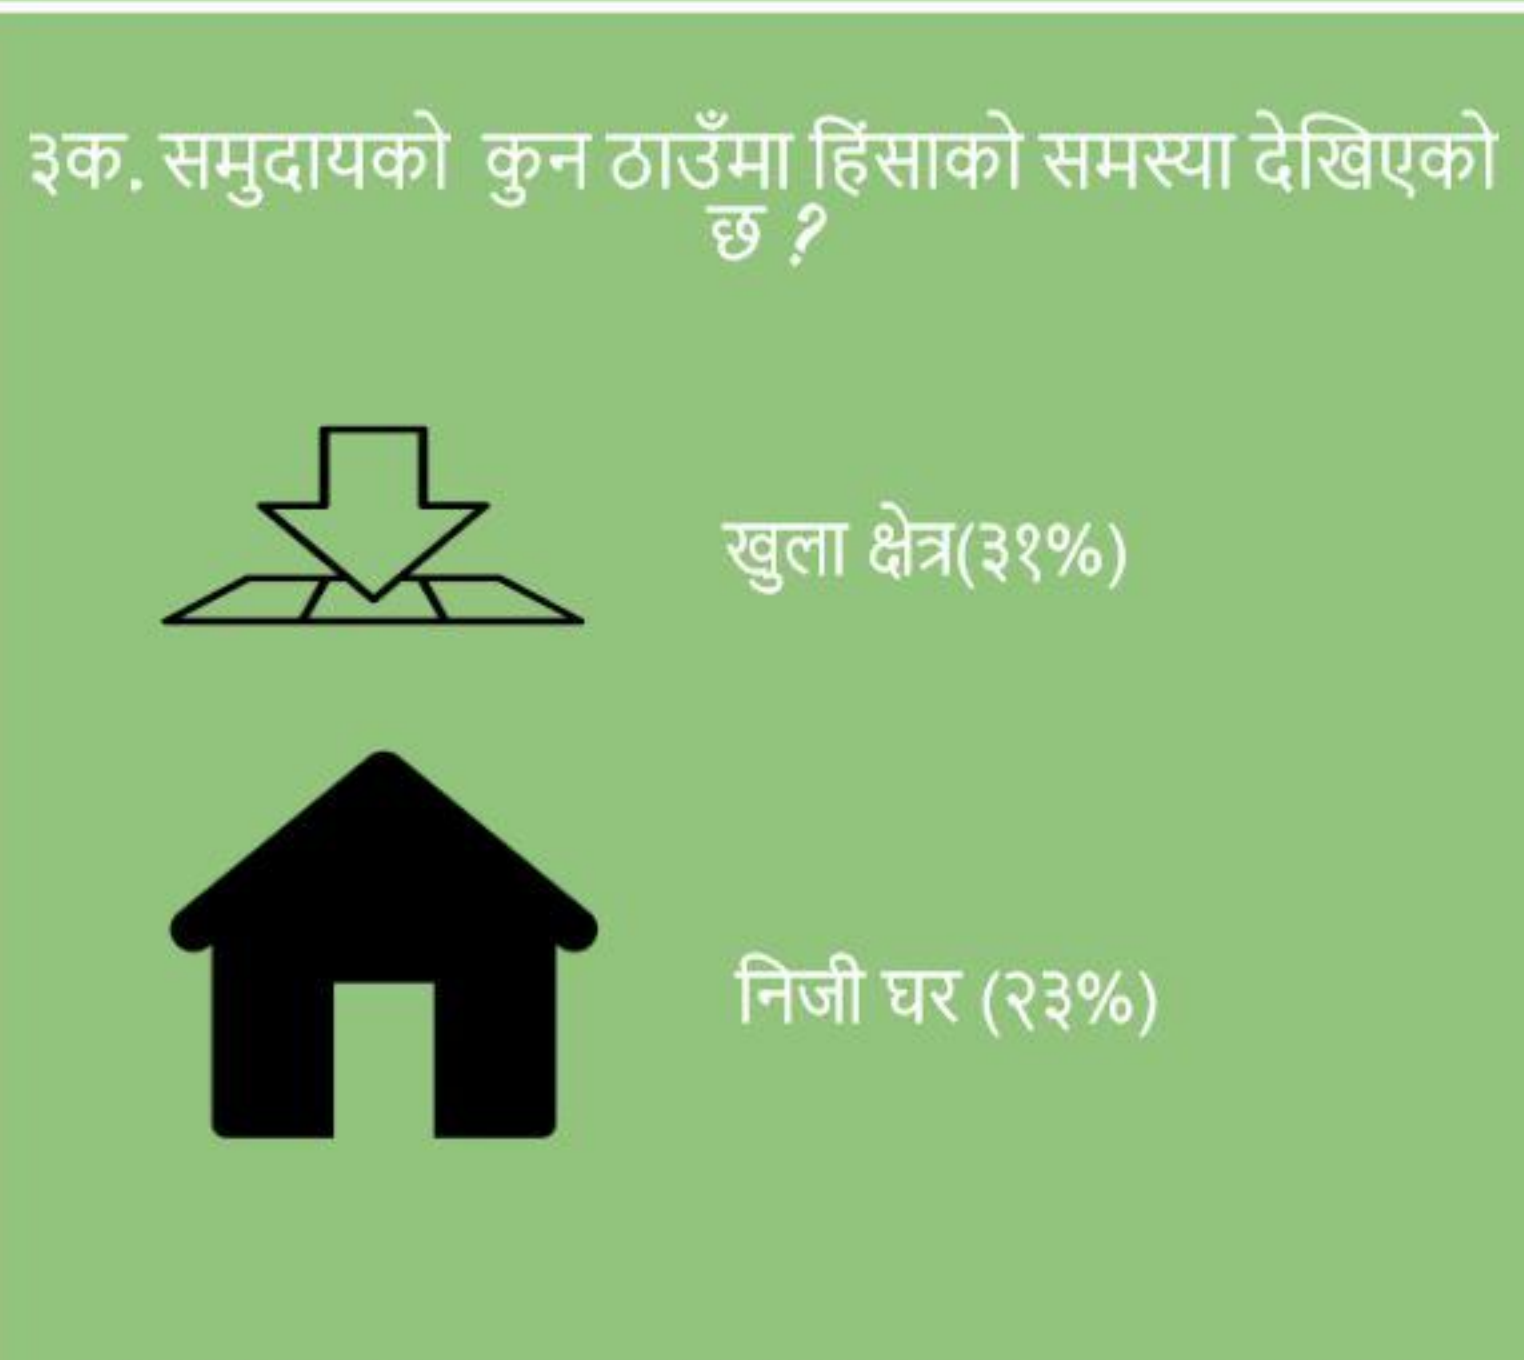 ३क. समुदायको कुन ठाउँमा हिंसाको समस्या देखिएको
छ ?
खुला क्षेत्र(३१%)
निजी घर (२३%)